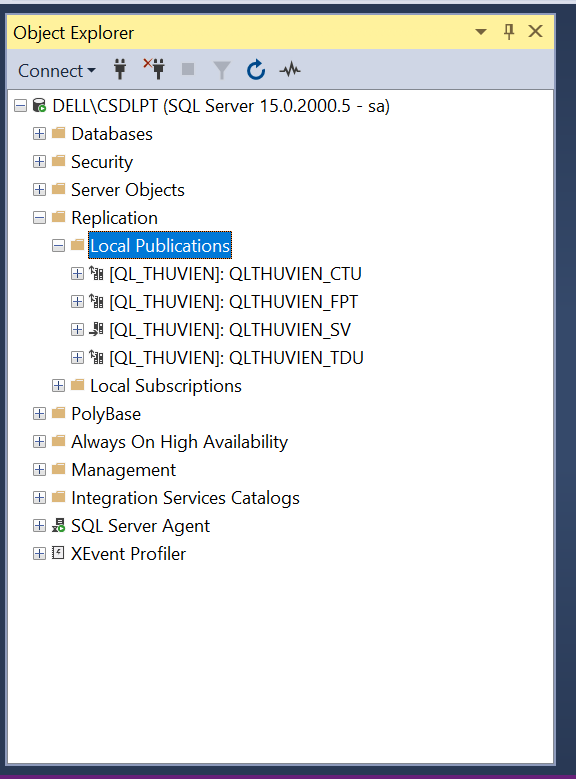 Object Explorer
Connect
DELL\CSDLPT (SQL Server 15.0.2000.5 - sa)
Databases
Security
Server Objects
Replication
Local Publications
[QL_THUVIEN]: QLTHUVIEN_CTU
[QL_THUVIEN]: QLTHUVIEN_FPT
[QL_THUVIEN]: QLTHUVIEN_SV
[QL_THUVIEN]: QLTHUVIEN_TDU
Local Subscriptions
PolyBase
Always On High Availability
Management
Integration Services Catalogs
SQL Server Agent
XEvent Profiler